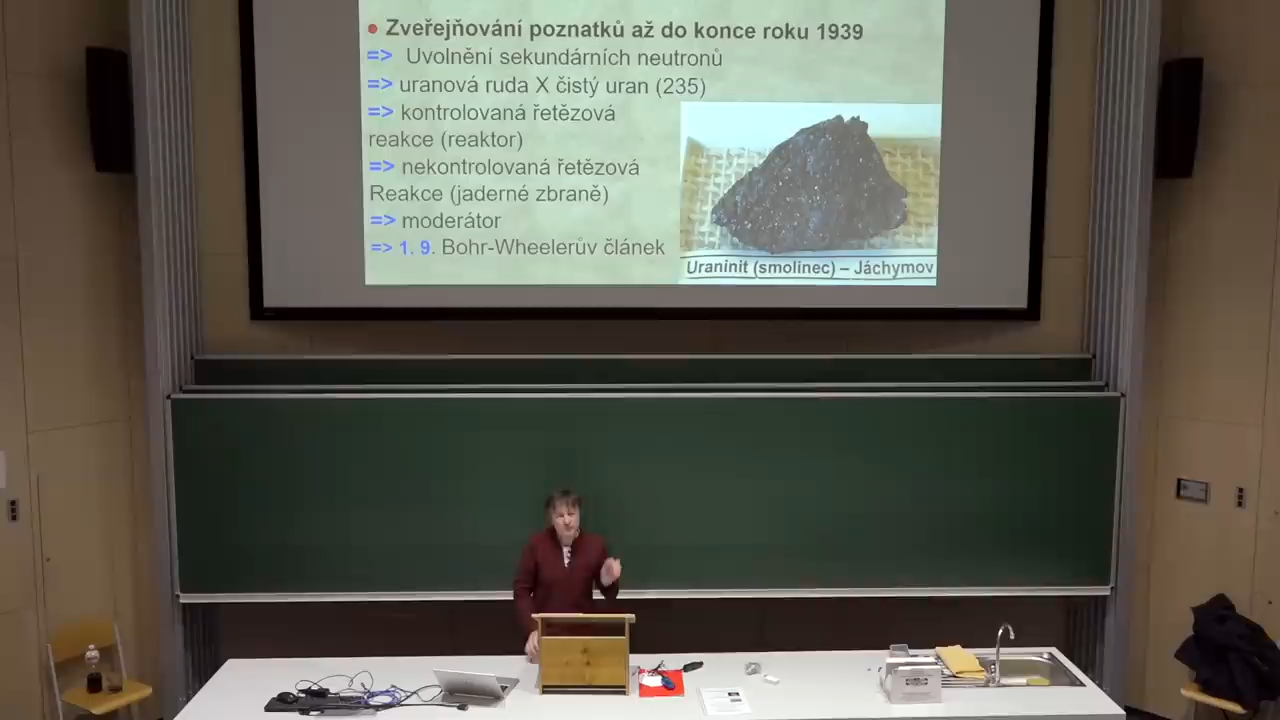 • Zveřejňování poznatků až do konce roku 1939
=> Uvolnění sekundárních neutronů
=> uranová ruda X čistý uran (235)
=> kontrolovaná řetězová
reakce (reaktor)
=> nekontrolovaná řetězová
Reakce (jaderné zbraně)
=> moderátor
=> 1. 9. Bohr-Wheelerův článek
Uraninit (smolinec) – Jáchymov